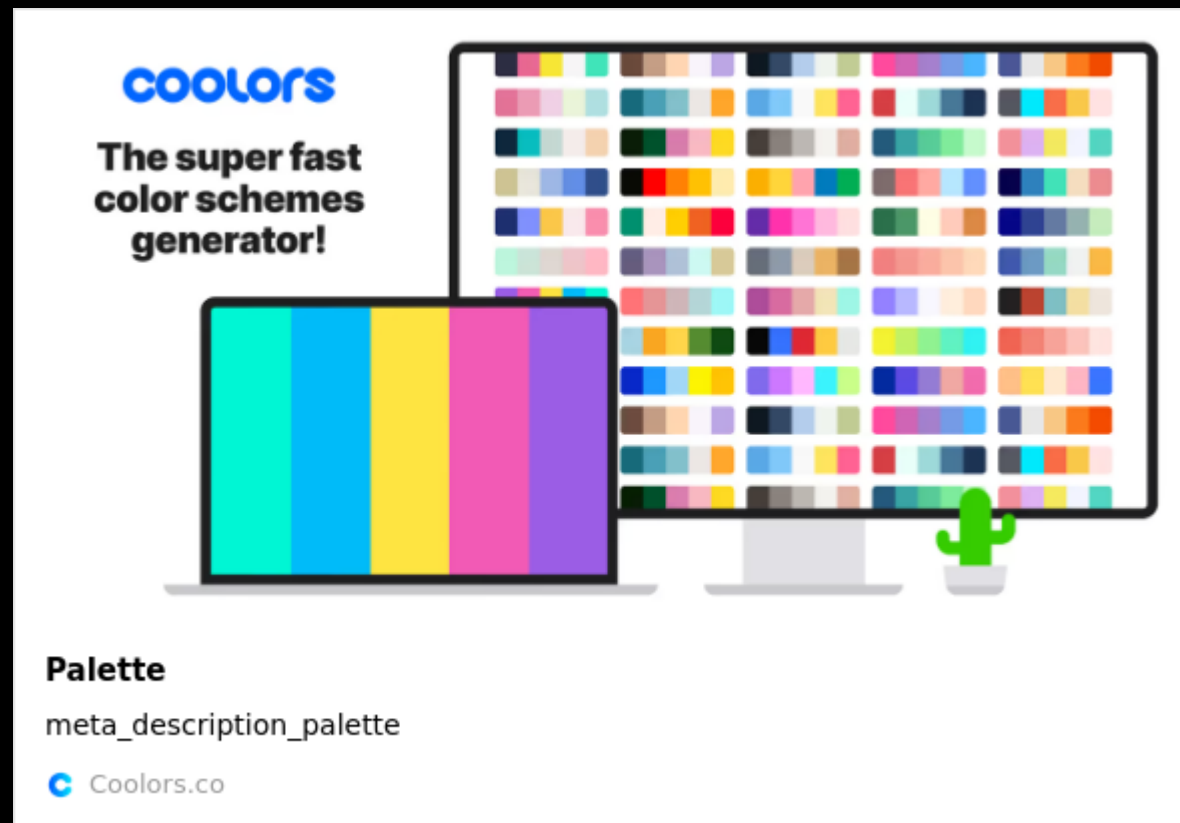 coolors
The super fast
color schemes
generator!
Palette
meta_description_palette
Coolors.co